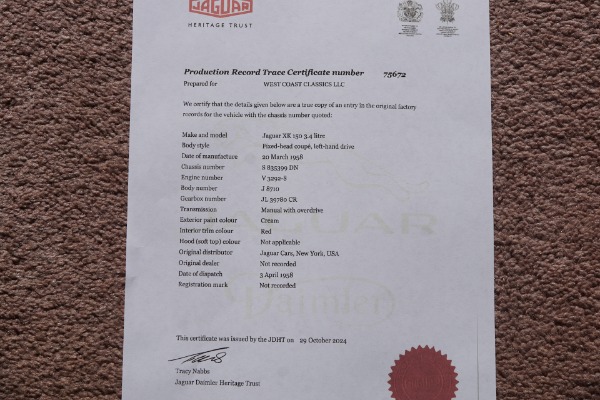 JAGUAR
HERITAGE TRUST
Production Record Trace Certificate number 75672
Prepared for WEST COAST CLASSICS LLC
We certify that the details given below are a true copy of an entry in the original factory
records for the vehicle with the chassis number quoted:
Make and model Jaguar XK 150 3.4 litre
Body style Fixed-head coupé, left-hand drive
Date of manufacture 20 March 1958
Chassis number S 835399 DN
Engine number V 3292-8
Body number J 8710
Gearbox number JL 39780 CR
Transmission Manual with overdrive
Exterior paint colour Cream
Interior trim colour Red
Hood (soft top) colour Not applicable
Original distributor Jaguar Cars, New York, USA
Original dealer Not recorded
Date of dispatch 3 April 1958
Registration mark Not recorded
JAGUAR
Daimler
This certificate was issued by the JDHT on 29 October 2024
Tracy Nabbs
Jaguar Daimler Heritage Trust